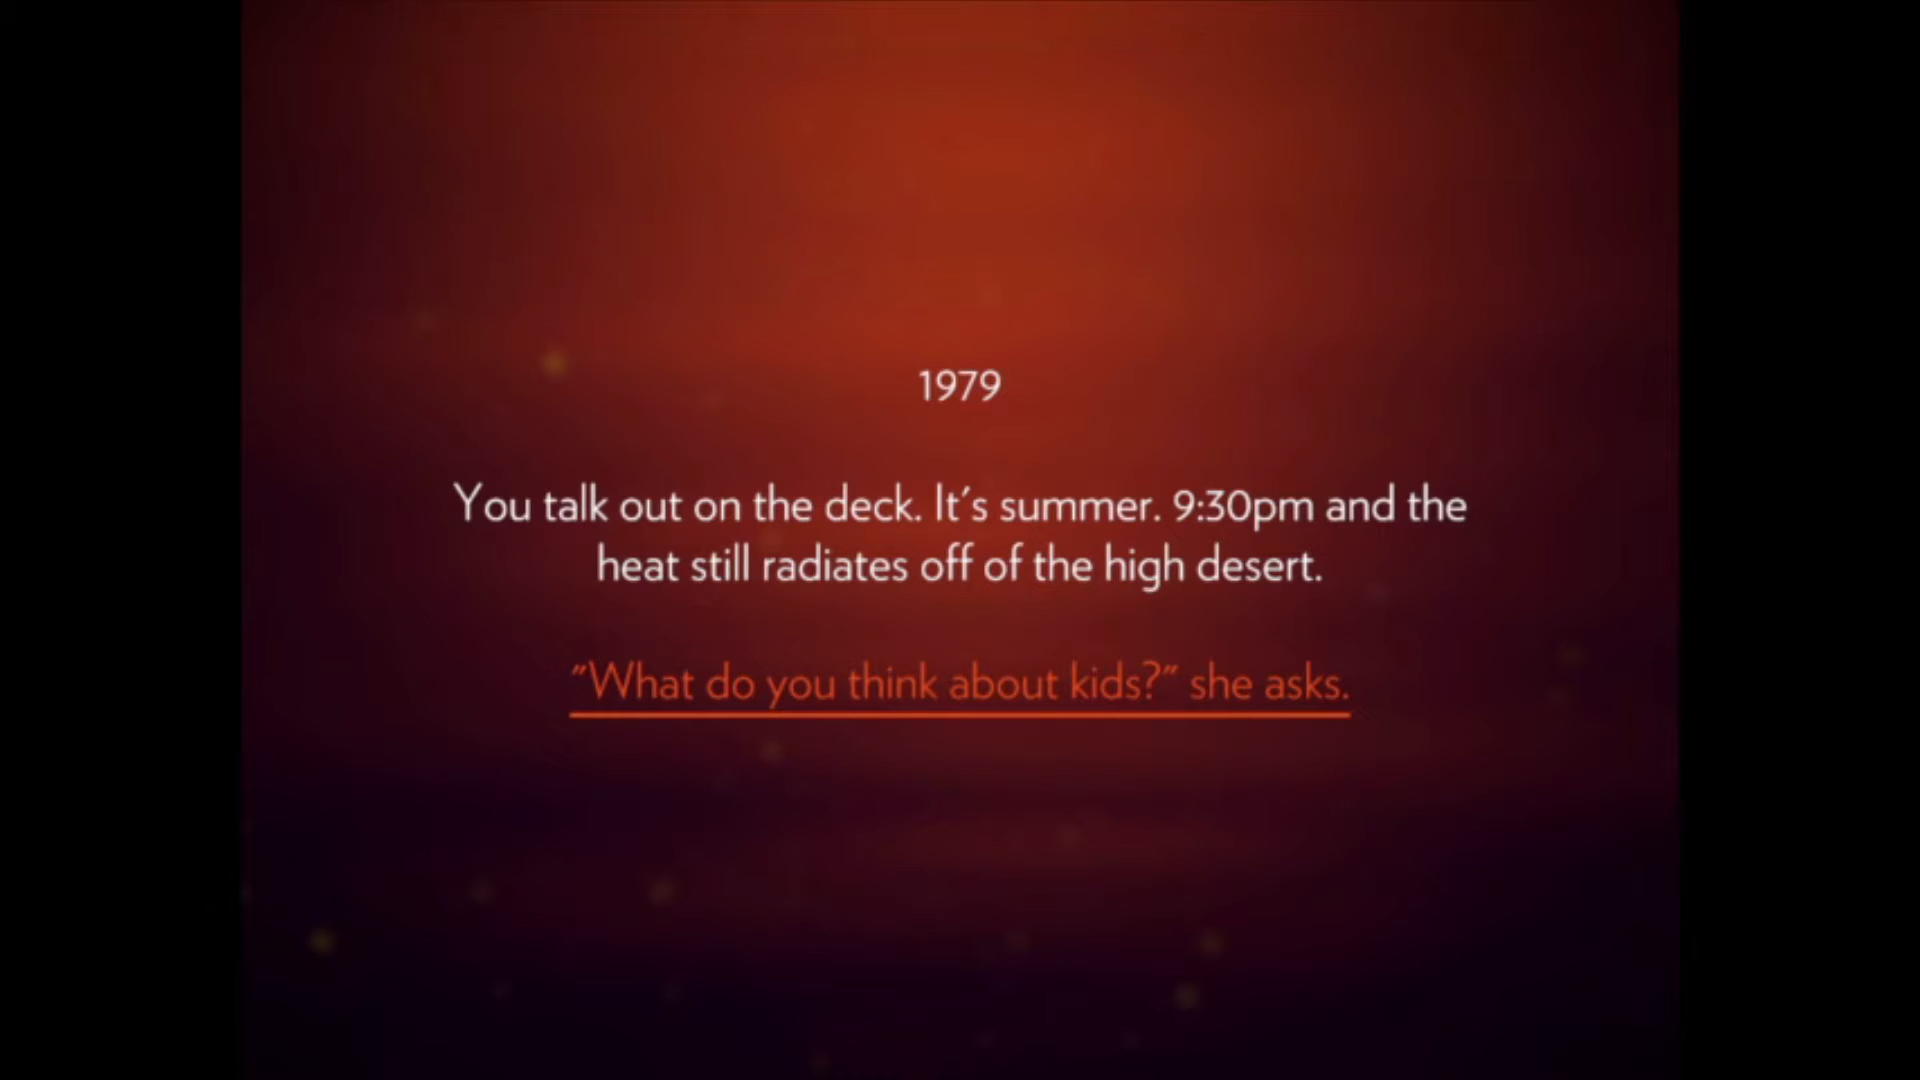 1979
You talk out on the deck. It's summer. 9:30pm and the
heat still radiates off of the high desert.
"What do you think about kids?" she asks.